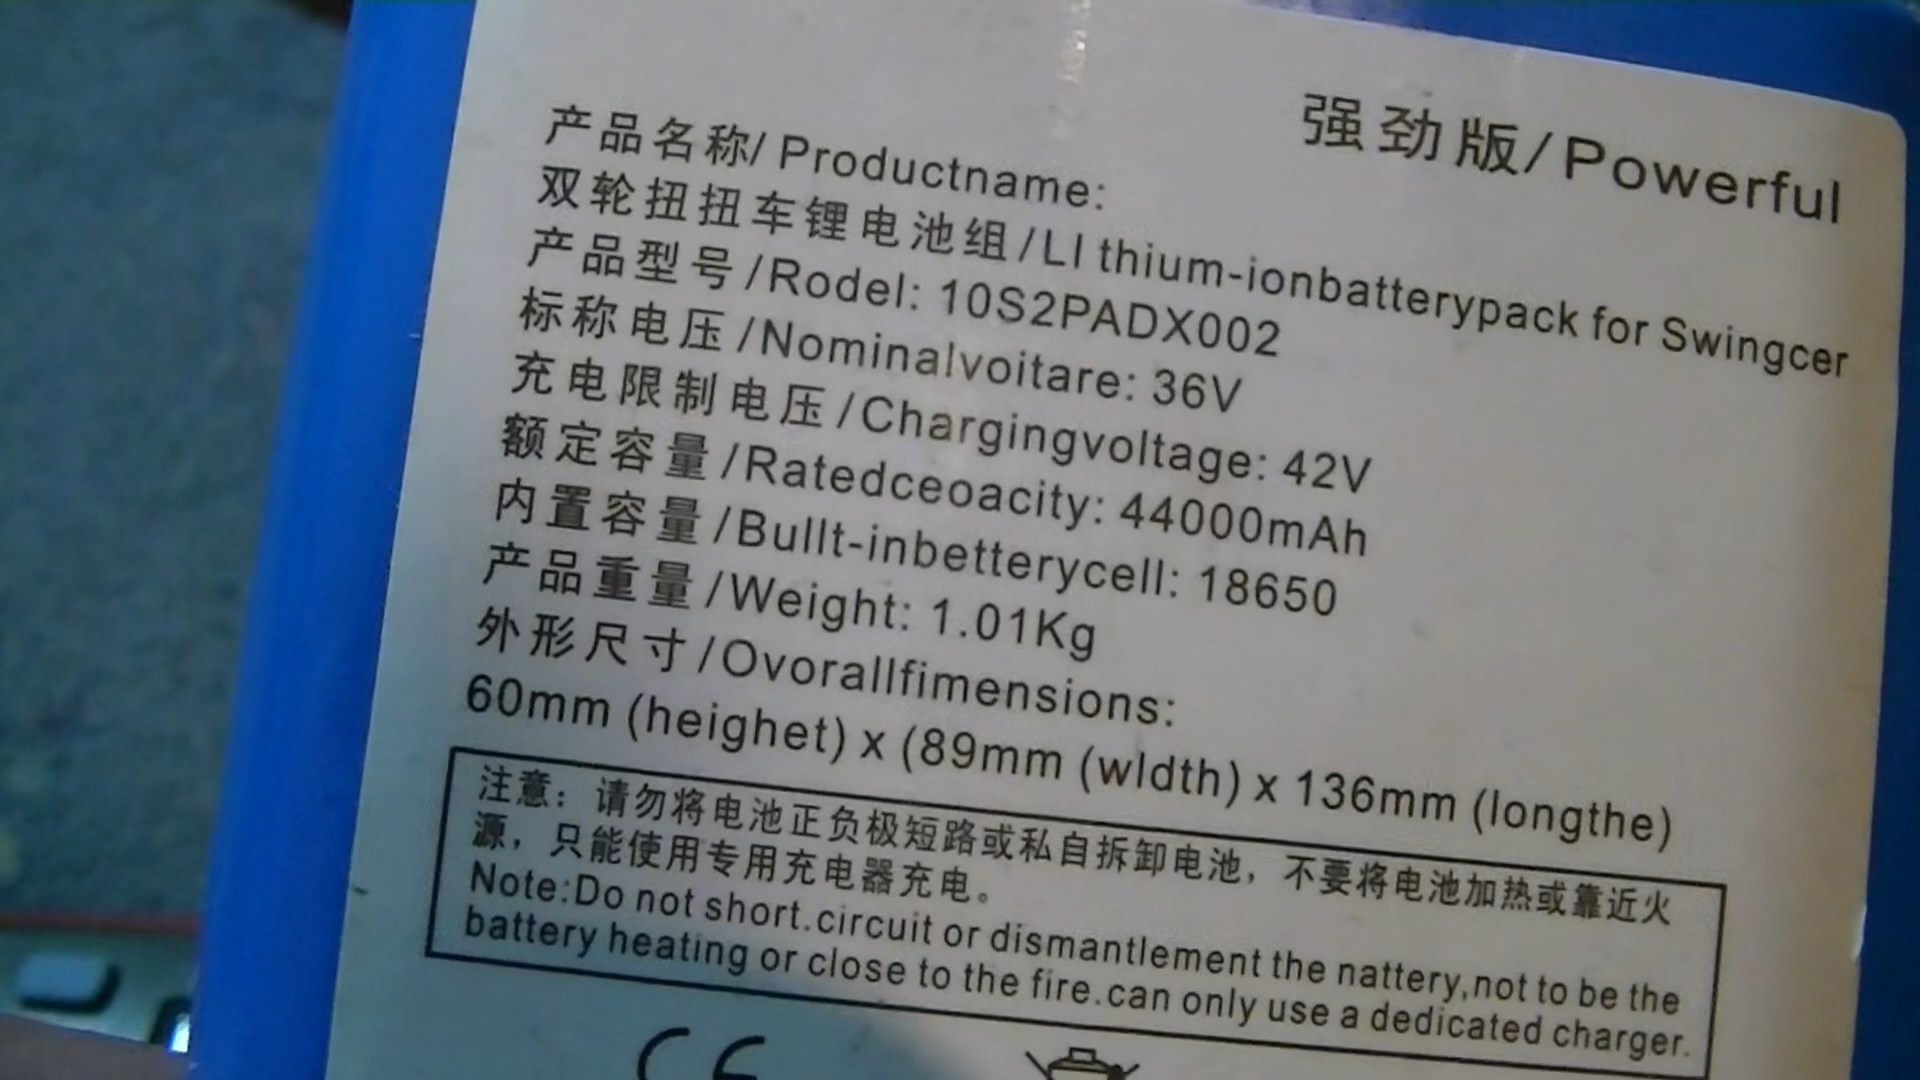 强劲版/Powerful
产品名称/ Productname:
双轮扭扭车锂电池组/LI thium-ionbatterypack for Swingcer
产品型号/Rodel: 10S2PADX002
标称电压/Nominalvoitare: 36V
充电限制电压/Chargingvoltage: 42V
额定容量/Ratedceoacity: 44000mAh
内置容量/Bullt-inbetterycell: 18650
产品重量/Weight: 1.01Kg
外形尺寸/Ovorallfimensions:
60mm (heighet) x (89mm (wldth) x 136mm (longthe)
注意：请勿将电池正负极短路或私自拆卸电池，不要将电池加热或靠近火
源，只能使用专用充电器充电。
Note:Do not short.circuit or dismantlement the nattery,not to be the
battery heating or close to the fire.can only use a dedicated charger.
CE